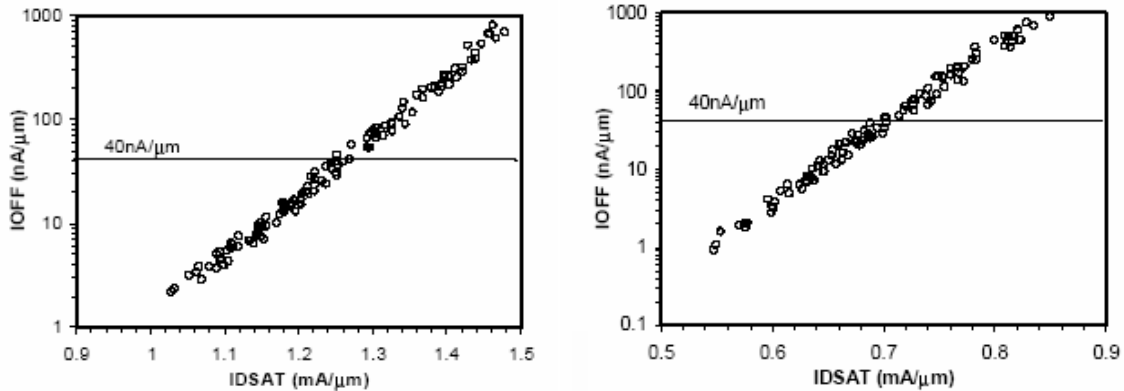 1000
100
10
1
IOFF (nA/μm)
40nA/μm
0.9 1 1.1 1.2 1.3 1.4 1.5
IDSAT (mA/μm)
1000
100
10
1
0.1
IOFF (nA/μm)
40nA/μm
0.5 0.6 0.7 0.8 0.9
IDSAT (mA/μm)